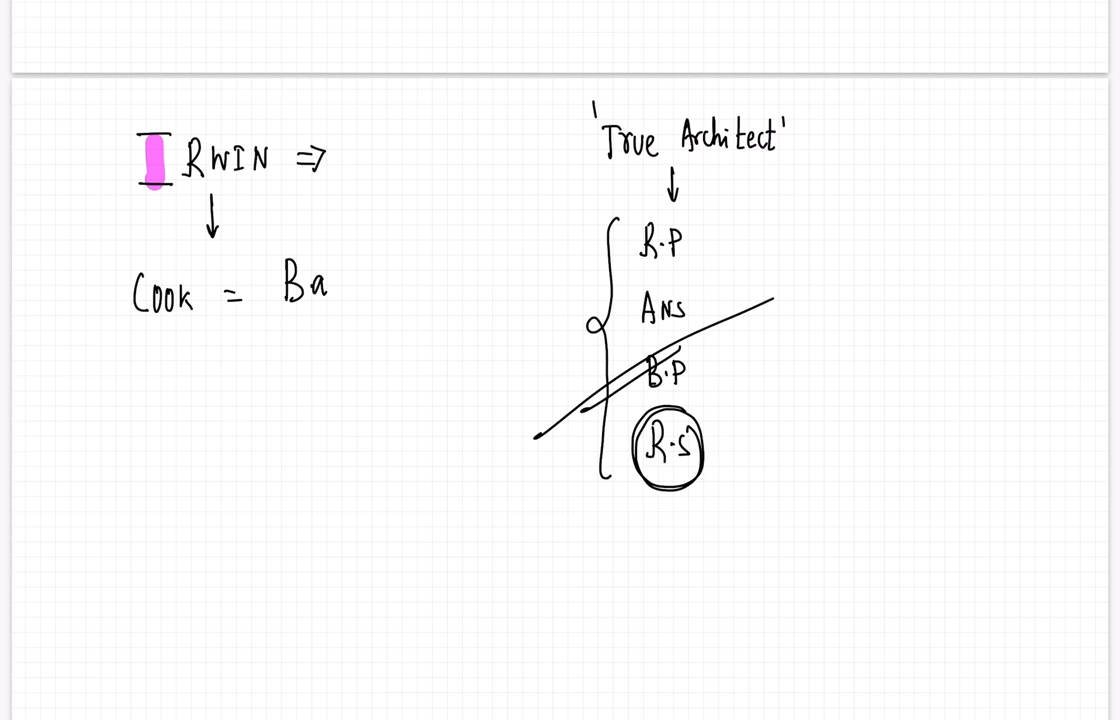 IRWIN ⇒
↓
Cook = Ba
'True Architect'
↓
R.P
ANS
B.P
R.S